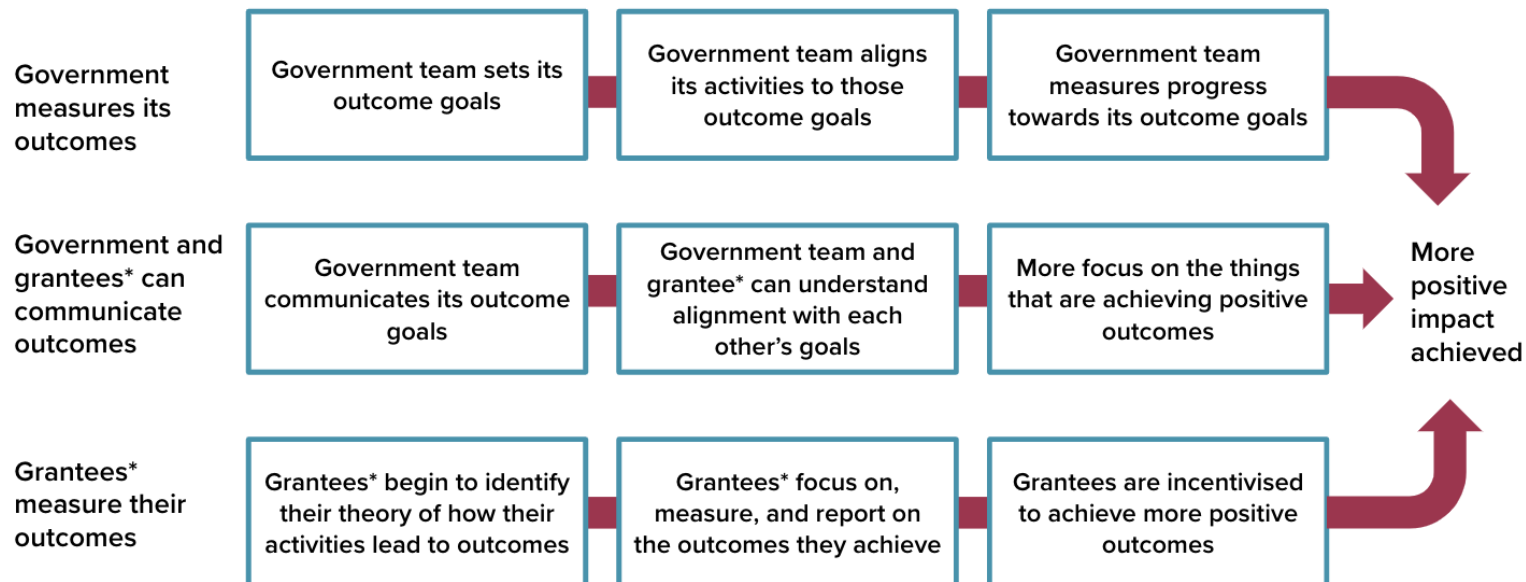 Government
measures its
outcomes
Government team sets its
outcome goals
Government team aligns
its activities to those
outcome goals
Government team
measures progress
towards its outcome goals
Government and
grantees* can
communicate
outcomes
Government team
communicates its outcome
goals
Government team and
grantee* can understand
alignment with each
other’s goals
More focus on the things
that are achieving positive
outcomes
More
positive
impact
achieved
Grantees*
measure their
outcomes
Grantees* begin to identify
their theory of how their
activities lead to outcomes
Grantees* focus on,
measure, and report on
the outcomes they achieve
Grantees are incentivised
to achieve more positive
outcomes